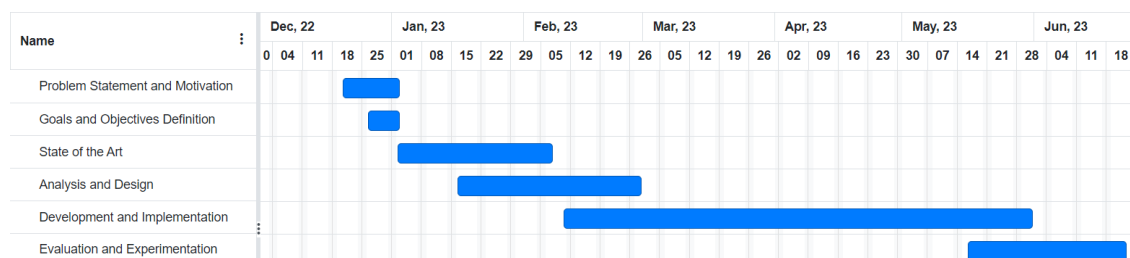 Name
Dec, 22 Jan, 23 Feb, 23 Mar, 23 Apr, 23 May, 23 Jun, 23
0 04 11 18 25 01 08 15 22 29 05 12 19 26 05 12 19 26 02 09 16 23 30 07 14 21 28 04 11 18
Problem Statement and Motivation
Goals and Objectives Definition
State of the Art
Analysis and Design
Development and Implementation
Evaluation and Experimentation